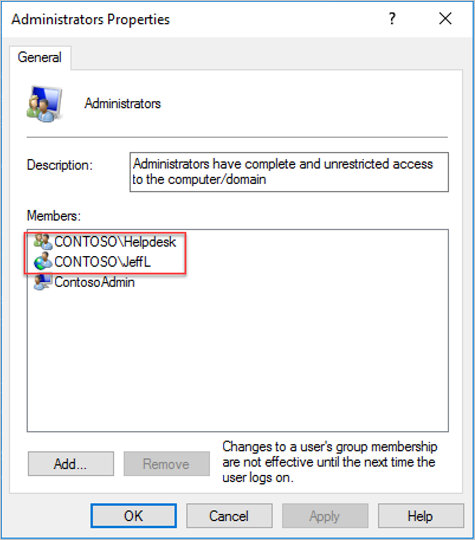 Administrators Properties
?
General
Administrators
Description:
Administrators have complete and unrestricted access
to the computer/domain
Members:
CONTOSO\Helpdesk
CONTOSO\JeffL
ContosoAdmin
Add...
Remove
Changes to a user's group membership
are not effective until the next time the
user logs on.
OK
Cancel
Apply
Help